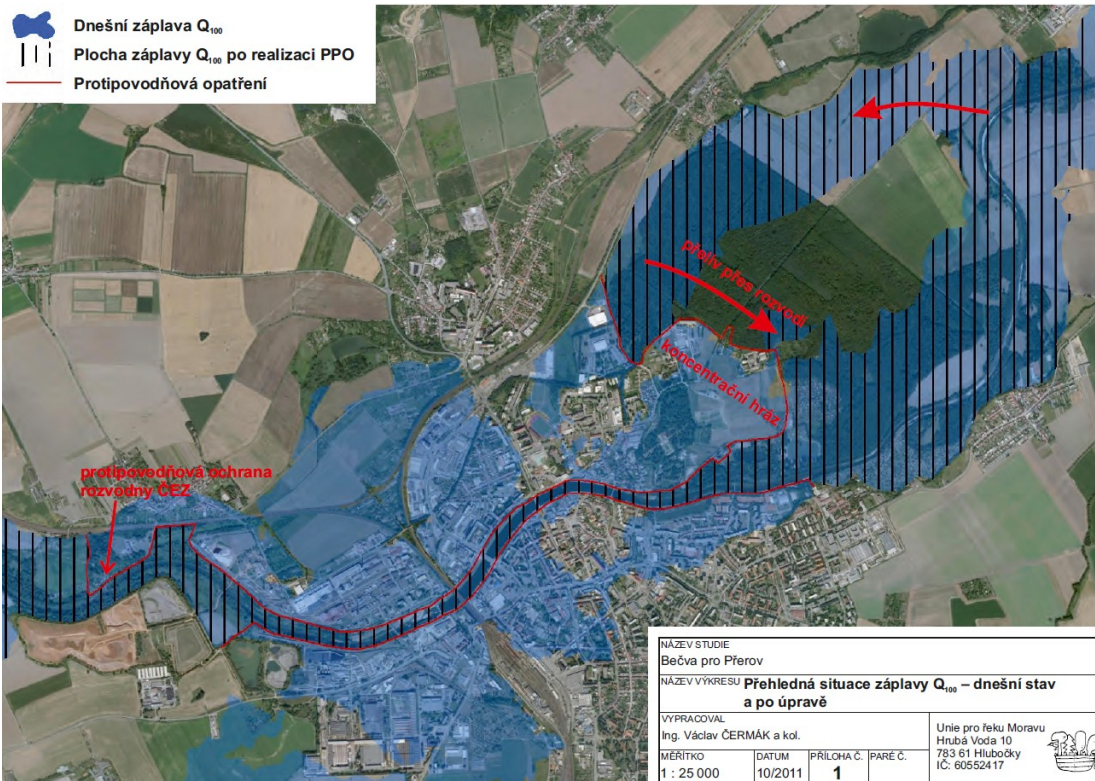 Dnešní záplava Q₁₀₀
Plocha záplavy Q₁₀₀ po realizaci PPO
Protipovodňová opatření
přeliv přes rozvodí
koncentrační hráz
protipovodňová ochrana
rozvodny ČEZ
NÁZEV STUDIE
Bečva pro Přerov
NÁZEV VÝKRESU Přehledná situace záplavy Q₁₀₀ – dnešní stav
a po úpravě
VYPRACOVAL
Ing. Václav ČERMÁK a kol.
Unie pro řeku Moravu
Hrubá Voda 10
783 61 Hlubočky
IČ: 60552417
MĚŘÍTKO
1 : 25 000
DATUM
10/2011
PŘÍLOHA Č.
1
PARÉ Č.